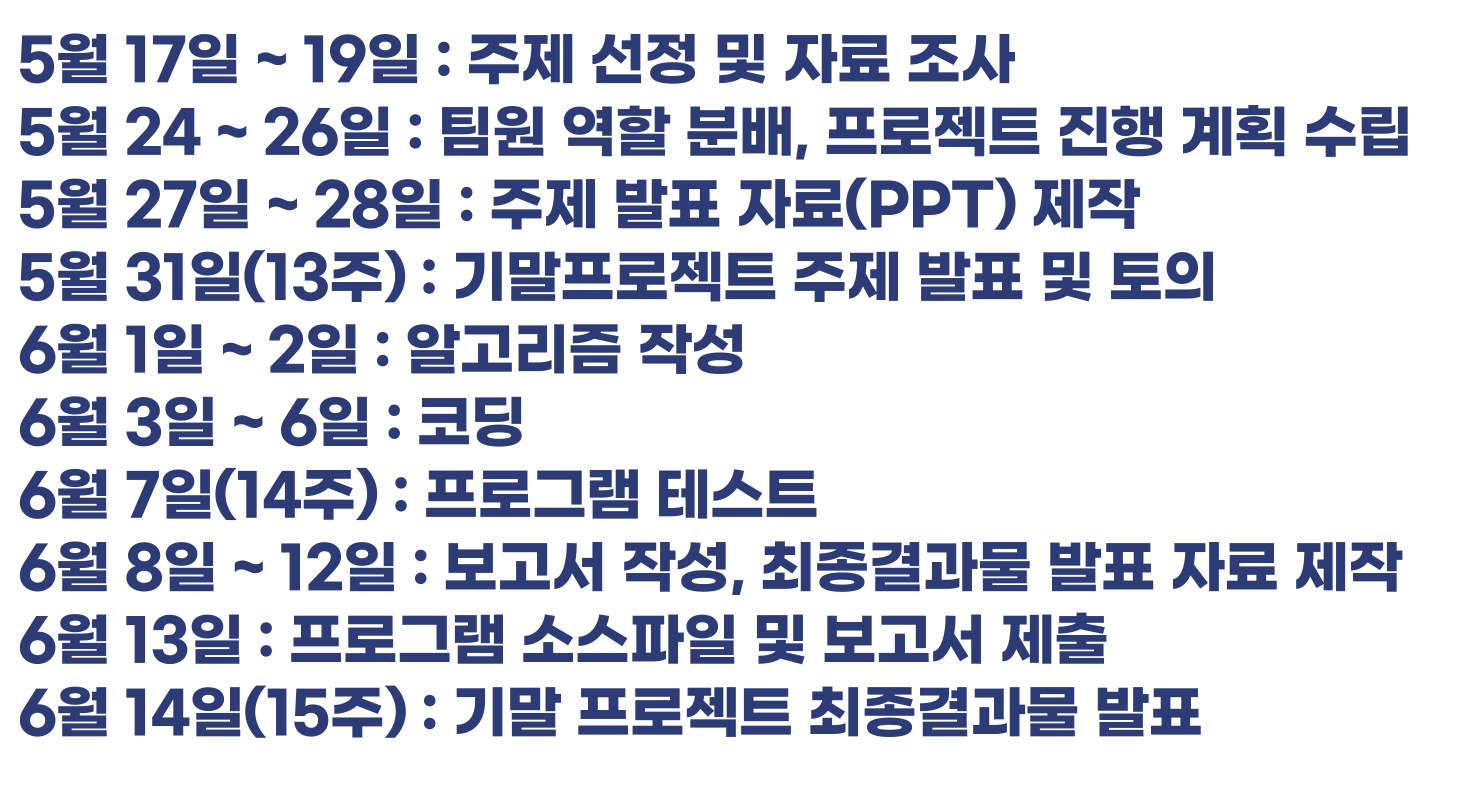 5월 17일 ~ 19일 : 주제 선정 및 자료 조사
5월 24 ~ 26일 : 팀원 역할 분배, 프로젝트 진행 계획 수립
5월 27일 ~ 28일 : 주제 발표 자료(PPT) 제작
5월 31일(13주) : 기말프로젝트 주제 발표 및 토의
6월 1일 ~ 2일 : 알고리즘 작성
6월 3일 ~ 6일 : 코딩
6월 7일(14주) : 프로그램 테스트
6월 8일 ~ 12일 : 보고서 작성, 최종결과물 발표 자료 제작
6월 13일 : 프로그램 소스파일 및 보고서 제출
6월 14일(15주) : 기말 프로젝트 최종결과물 발표